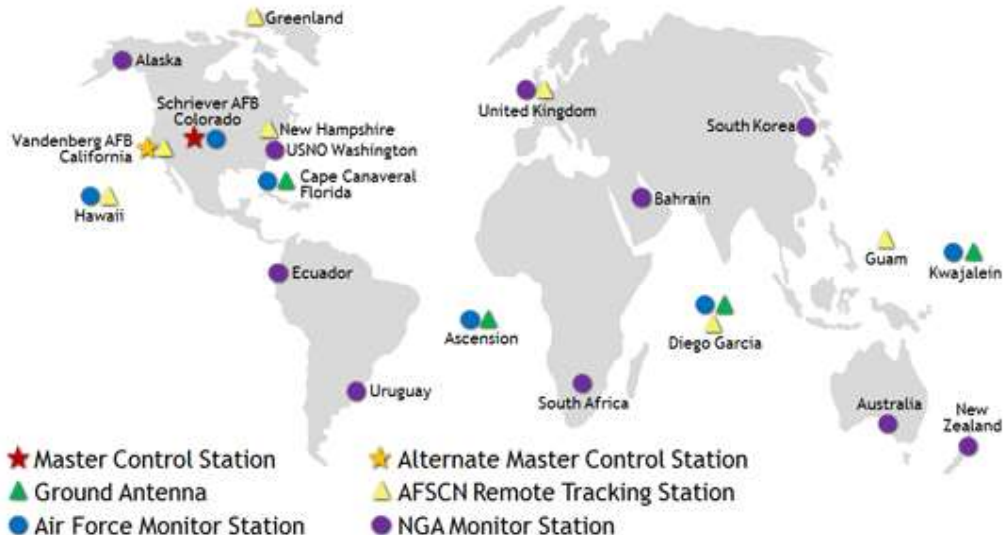 Greenland
Alaska
Schriever AFB
Colorado
Vandenberg AFB
California
New Hampshire
USNO Washington
Cape Canaveral
Florida
Hawaii
United Kingdom
South Korea
Bahrain
Guam
Kwajalein
Ecuador
Ascension
Diego Garcia
Uruguay
South Africa
Australia
New
Zealand
Master Control Station
Alternate Master Control Station
Ground Antenna
AFSCN Remote Tracking Station
Air Force Monitor Station
NGA Monitor Station